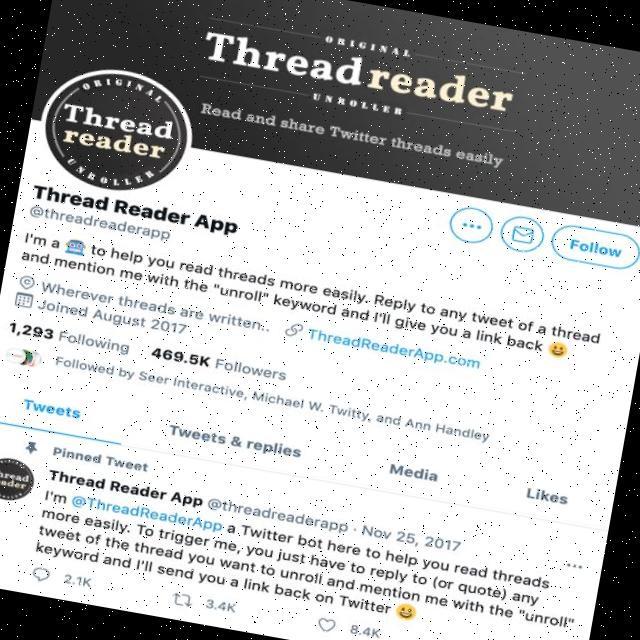 ORIGINAL
Thread reader
UNROLLER
Read and share Twitter threads easily
ORIGINAL
Thread
reader
UNROLLER
Thread Reader App
@threadreaderapp
Follow
I'm a 🤖 to help you read threads more easily. Reply to any tweet of a thread
and mention me with the "unroll" keyword and I'll give you a link back 😀
Wherever threads are written.. ThreadReaderApp.com
Joined August 2017
1,293 Following 469.5K Followers
Followed by Seer Interactive, Michael W. Twitty, and Ann Handley
Tweets Tweets & replies Media Likes
Pinned Tweet
Thread Reader App @threadreaderapp · Nov 25, 2017
I'm @ThreadReaderApp a Twitter bot here to help you read threads
more easily. To trigger me, you just have to reply to (or quote) any
tweet of the thread you want to unroll and mention me with the "unroll"
keyword and I'll send you a link back on Twitter 😀
2.1K 3.4K 8.4K